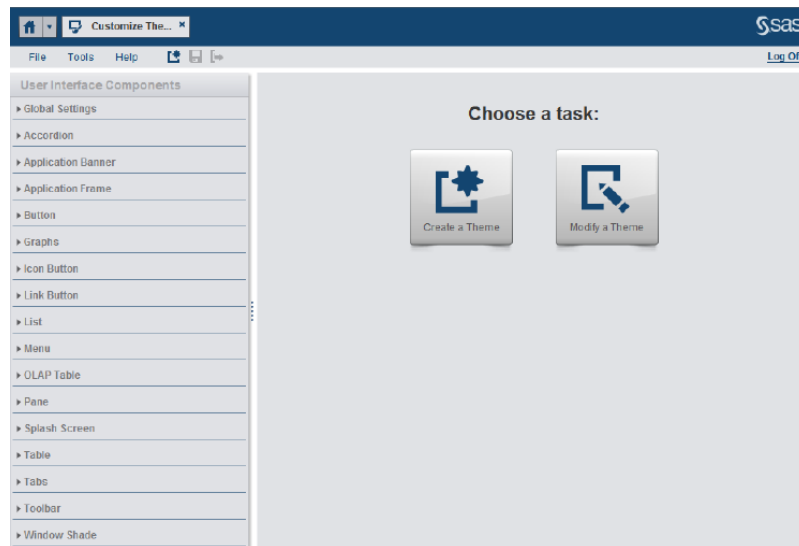 Customize The...
sas
File Tools Help
Log Of
User Interface Components
Global Settings
Accordion
Application Banner
Application Frame
Button
Graphs
Icon Button
Link Button
List
Menu
OLAP Table
Pane
Splash Screen
Table
Tabs
Toolbar
Window Shade
Choose a task:
Create a Theme
Modify a Theme